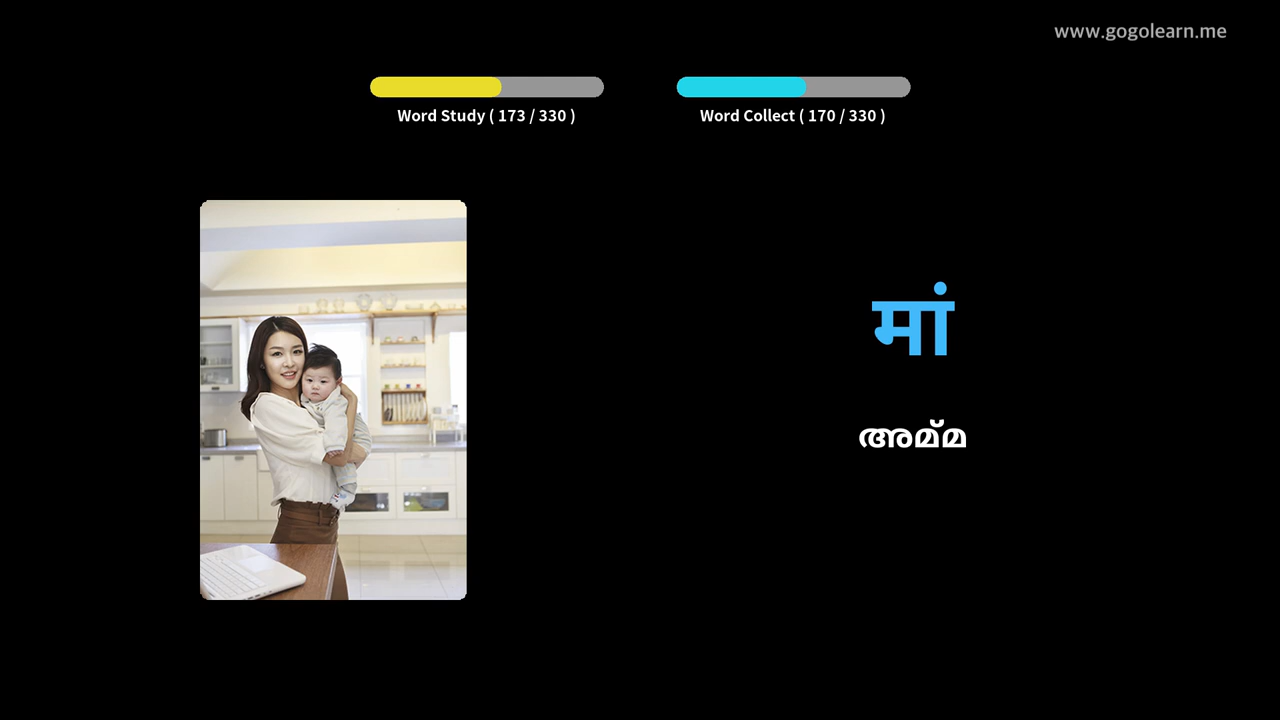 www.gogolearn.me
Word Study ( 173 / 330 )
Word Collect ( 170 / 330 )
मां
അമ്മ